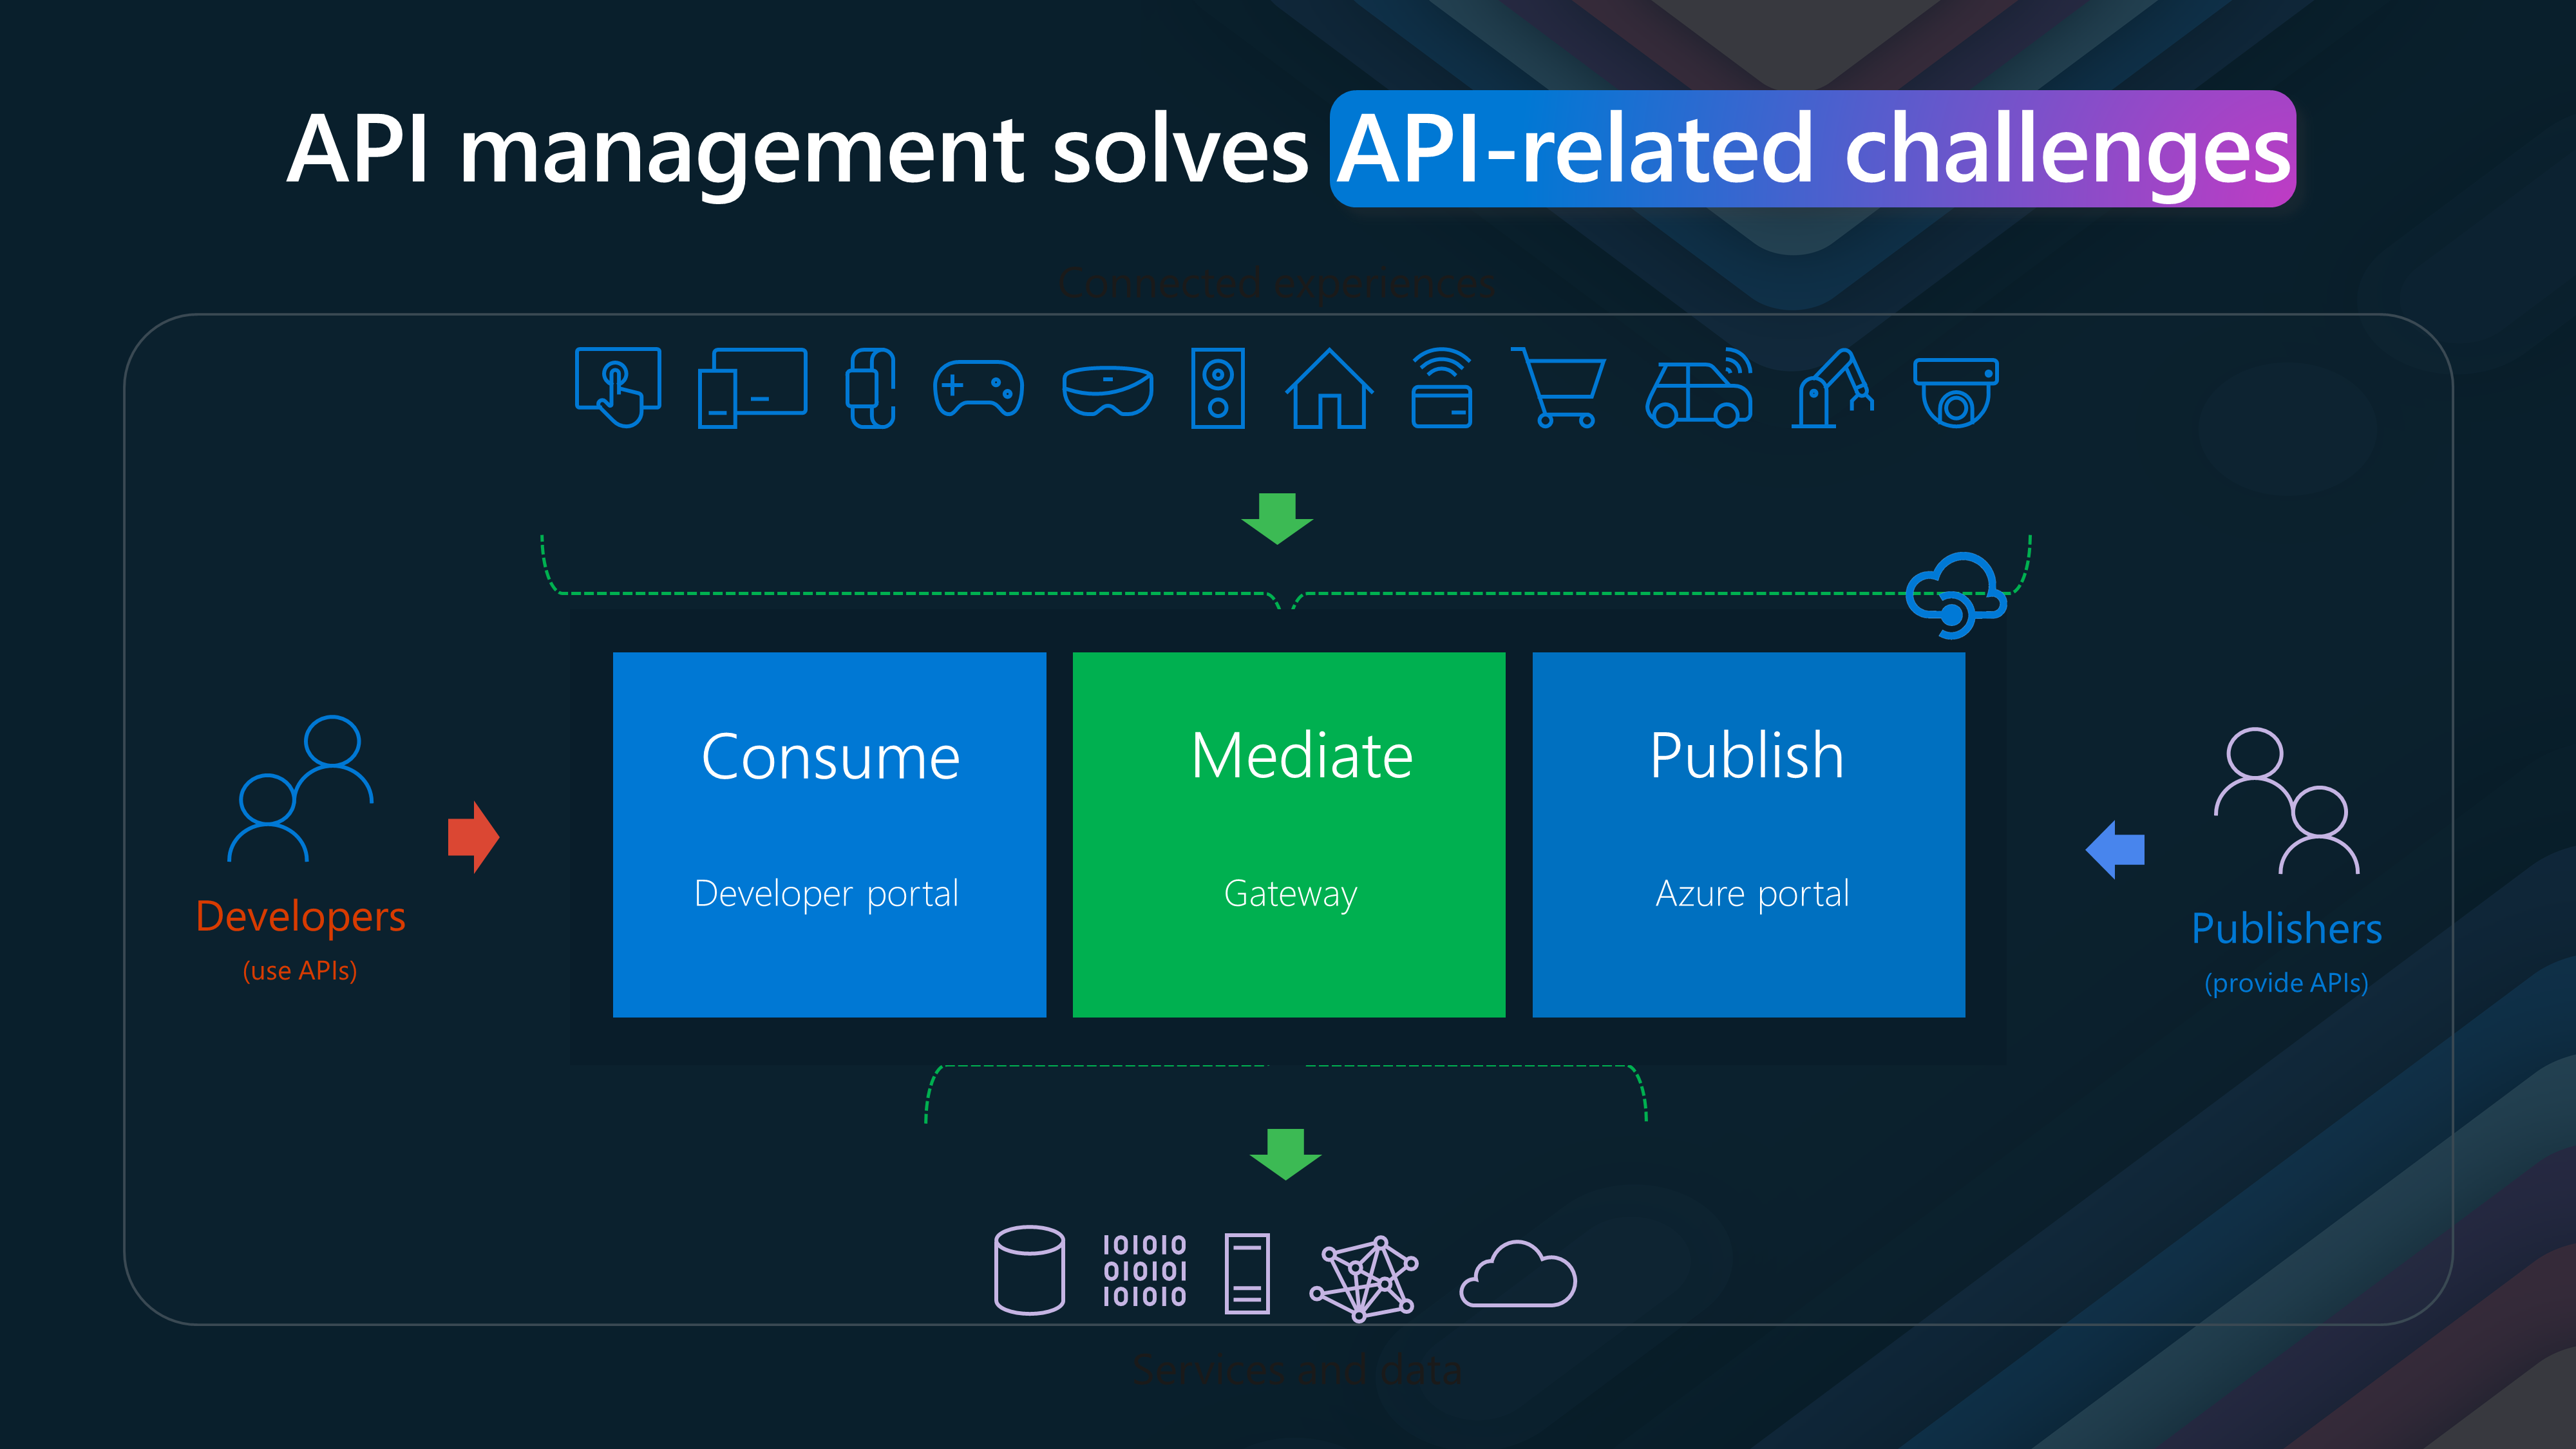 API management solves API-related challenges
Connected experiences
Consume
Mediate
Publish
Developer portal
Gateway
Azure portal
Developers
(use APIs)
Publishers
(provide APIs)
101010
010101
101010
Services and data